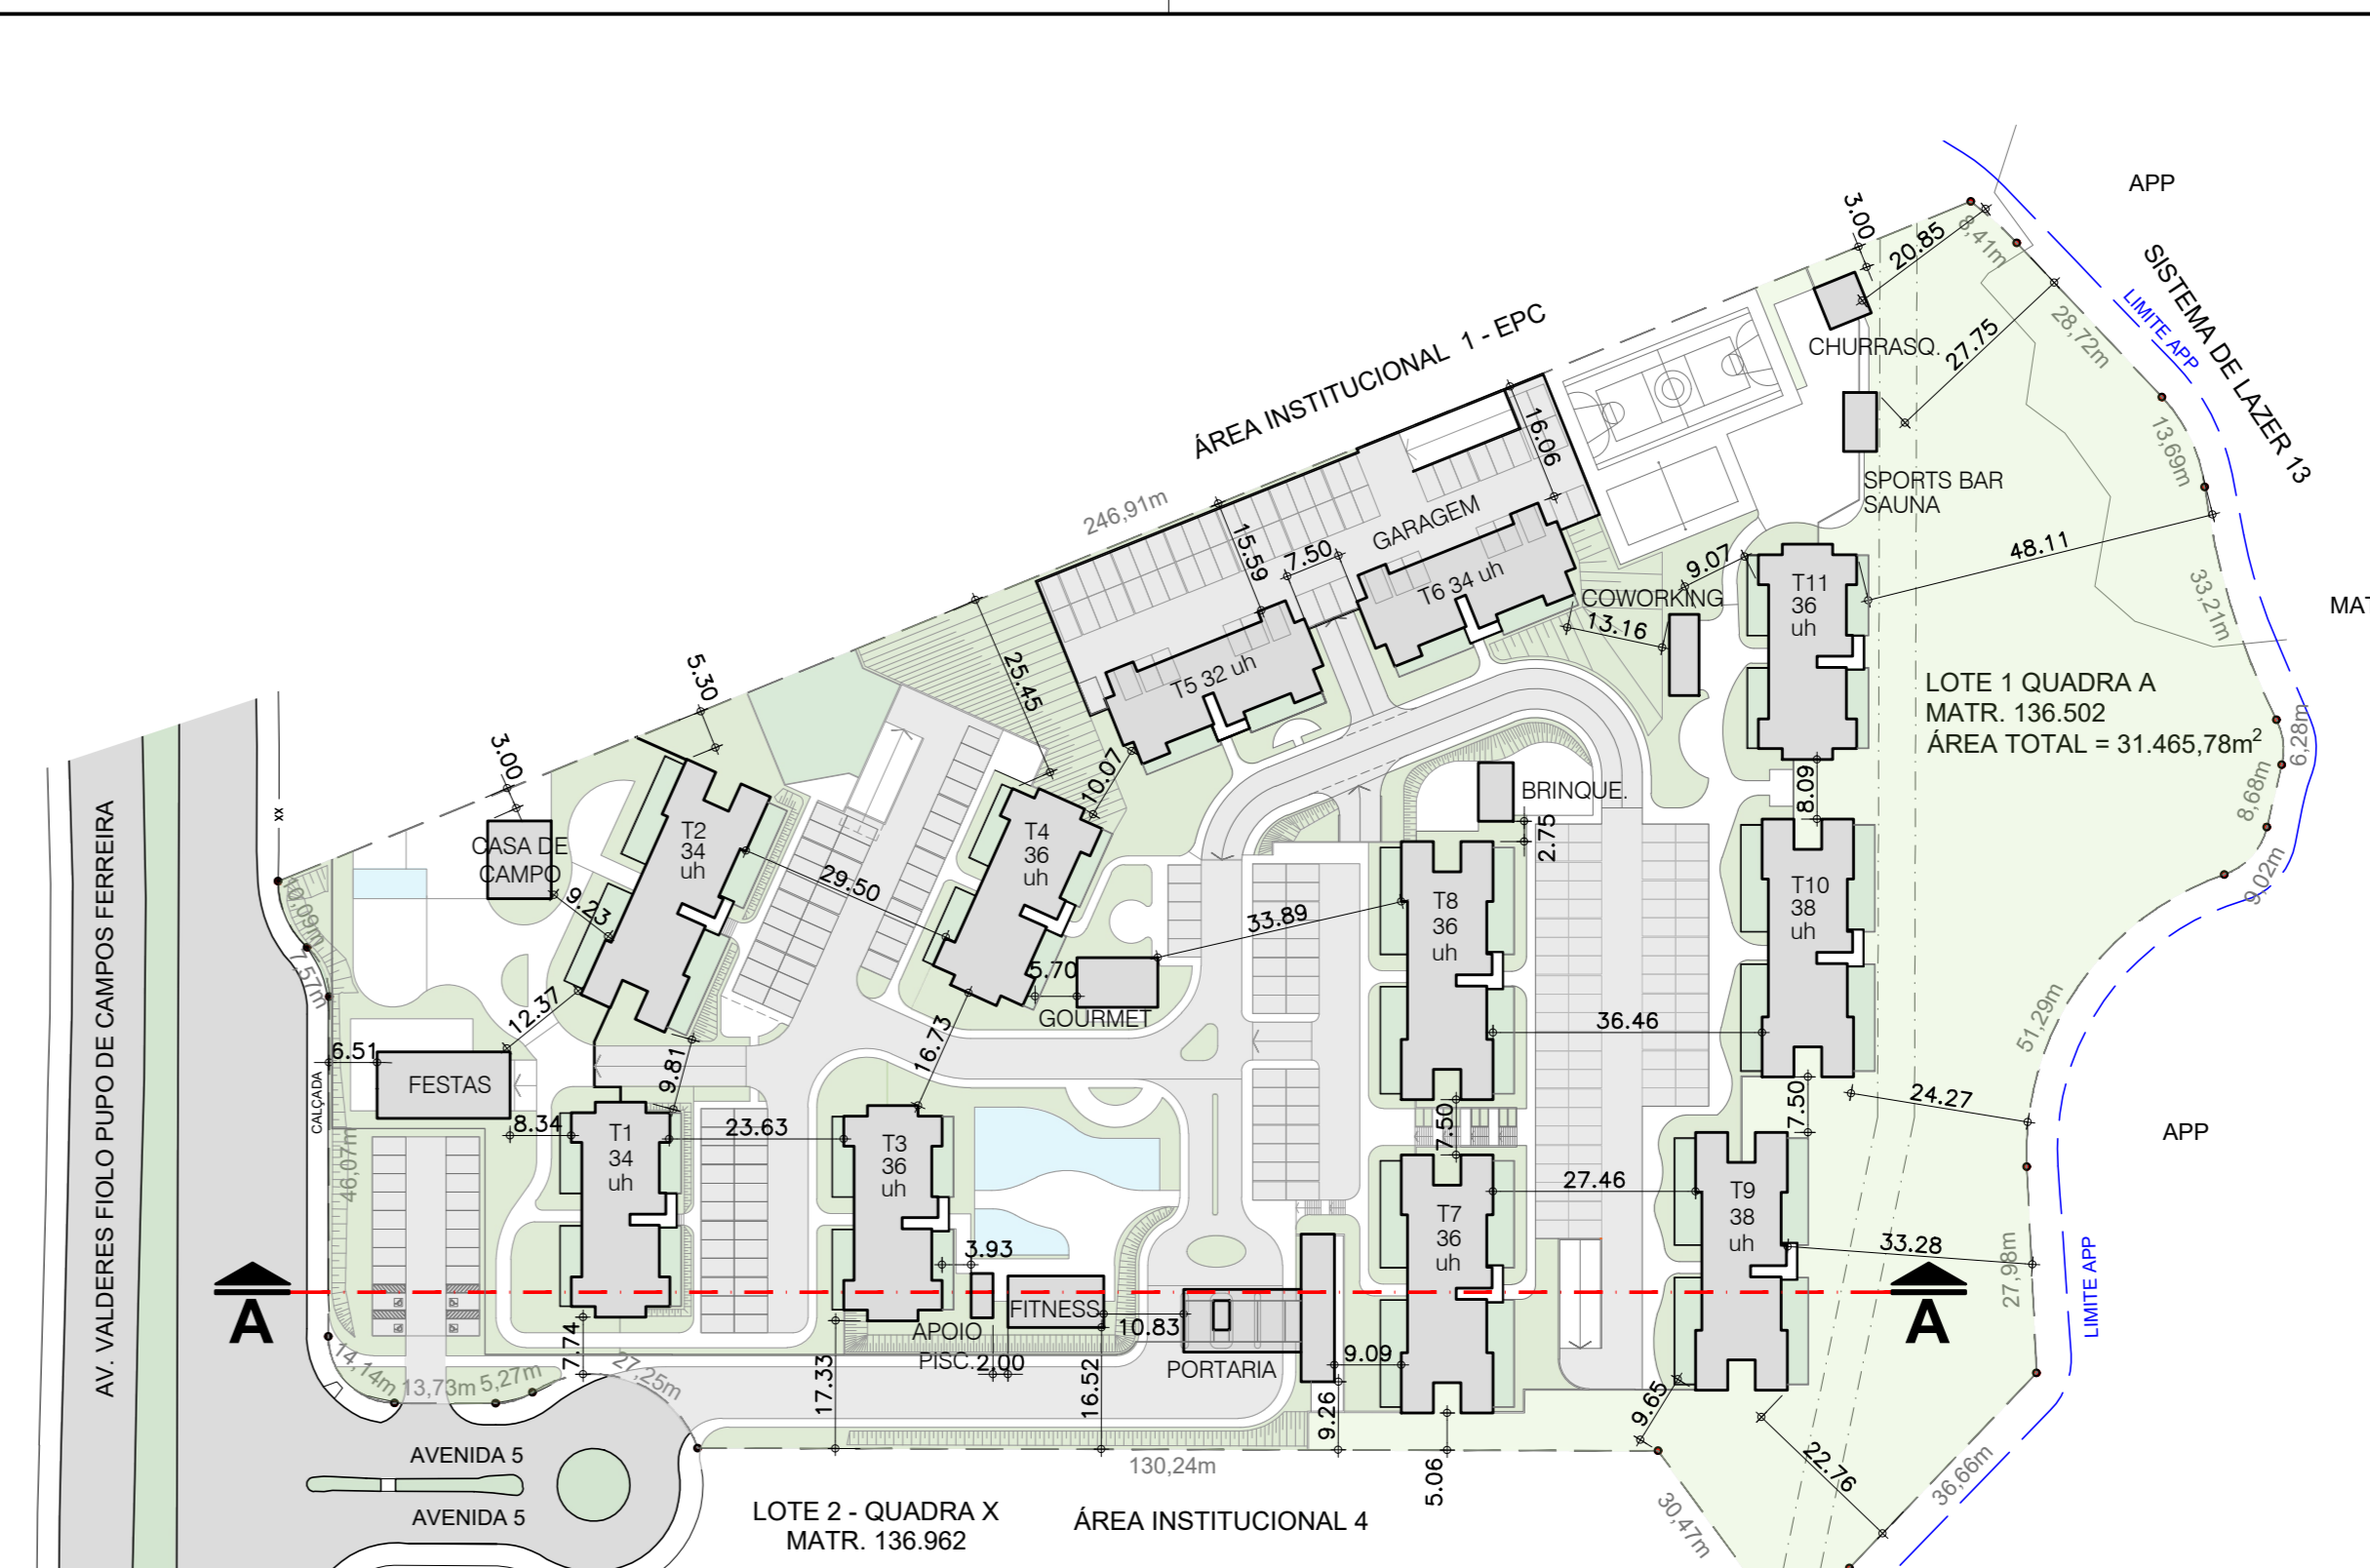 APP
SISTEMA DE LAZER 13
LIMITE APP
3.00
20.85
8,41m
27.75
28,72m
CHURRASQ.
13,69m
ÁREA INSTITUCIONAL 1 - EPC
246,91m
16.06
GARAGEM
SPORTS BAR
SAUNA
15.59
7.50
48.11
9.07
33,21m
T6 34 uh
COWORKING
13.16
T11
36
uh
MAT
T5 32 uh
25.45
5.30
LOTE 1 QUADRA A
MATR. 136.502
ÁREA TOTAL = 31.465,78m²
6,28m
3.00
10.07
8.09
8,68m
BRINQUE.
2.75
xx
CASA DE
CAMPO
T2
34
uh
T4
36
uh
9.02m
29.50
9.23
33.89
T8
36
uh
T10
38
uh
10,09m
7,57m
5.70
GOURMET
12.37
16.73
36.46
51,29m
AV. VALDERES FIOLO PUPO DE CAMPOS FERREIRA
CALÇADA
6.51
FESTAS
9.81
7.50
7.50
24.27
8.34
23.63
T1
34
uh
T3
36
uh
APP
46,07m
27.46
T7
36
uh
T9
38
uh
3.93
33.28
27,98m
LIMITE APP
A
A
FITNESS
10.83
APOIO
PISC.
2.00
PORTARIA
9.09
7.74
14,14m
13,73m
5,27m
27,25m
17.33
16.52
9.26
9.65
5.06
22.76
36,66m
30,47m
130,24m
AVENIDA 5
AVENIDA 5
LOTE 2 - QUADRA X
MATR. 136.962
ÁREA INSTITUCIONAL 4